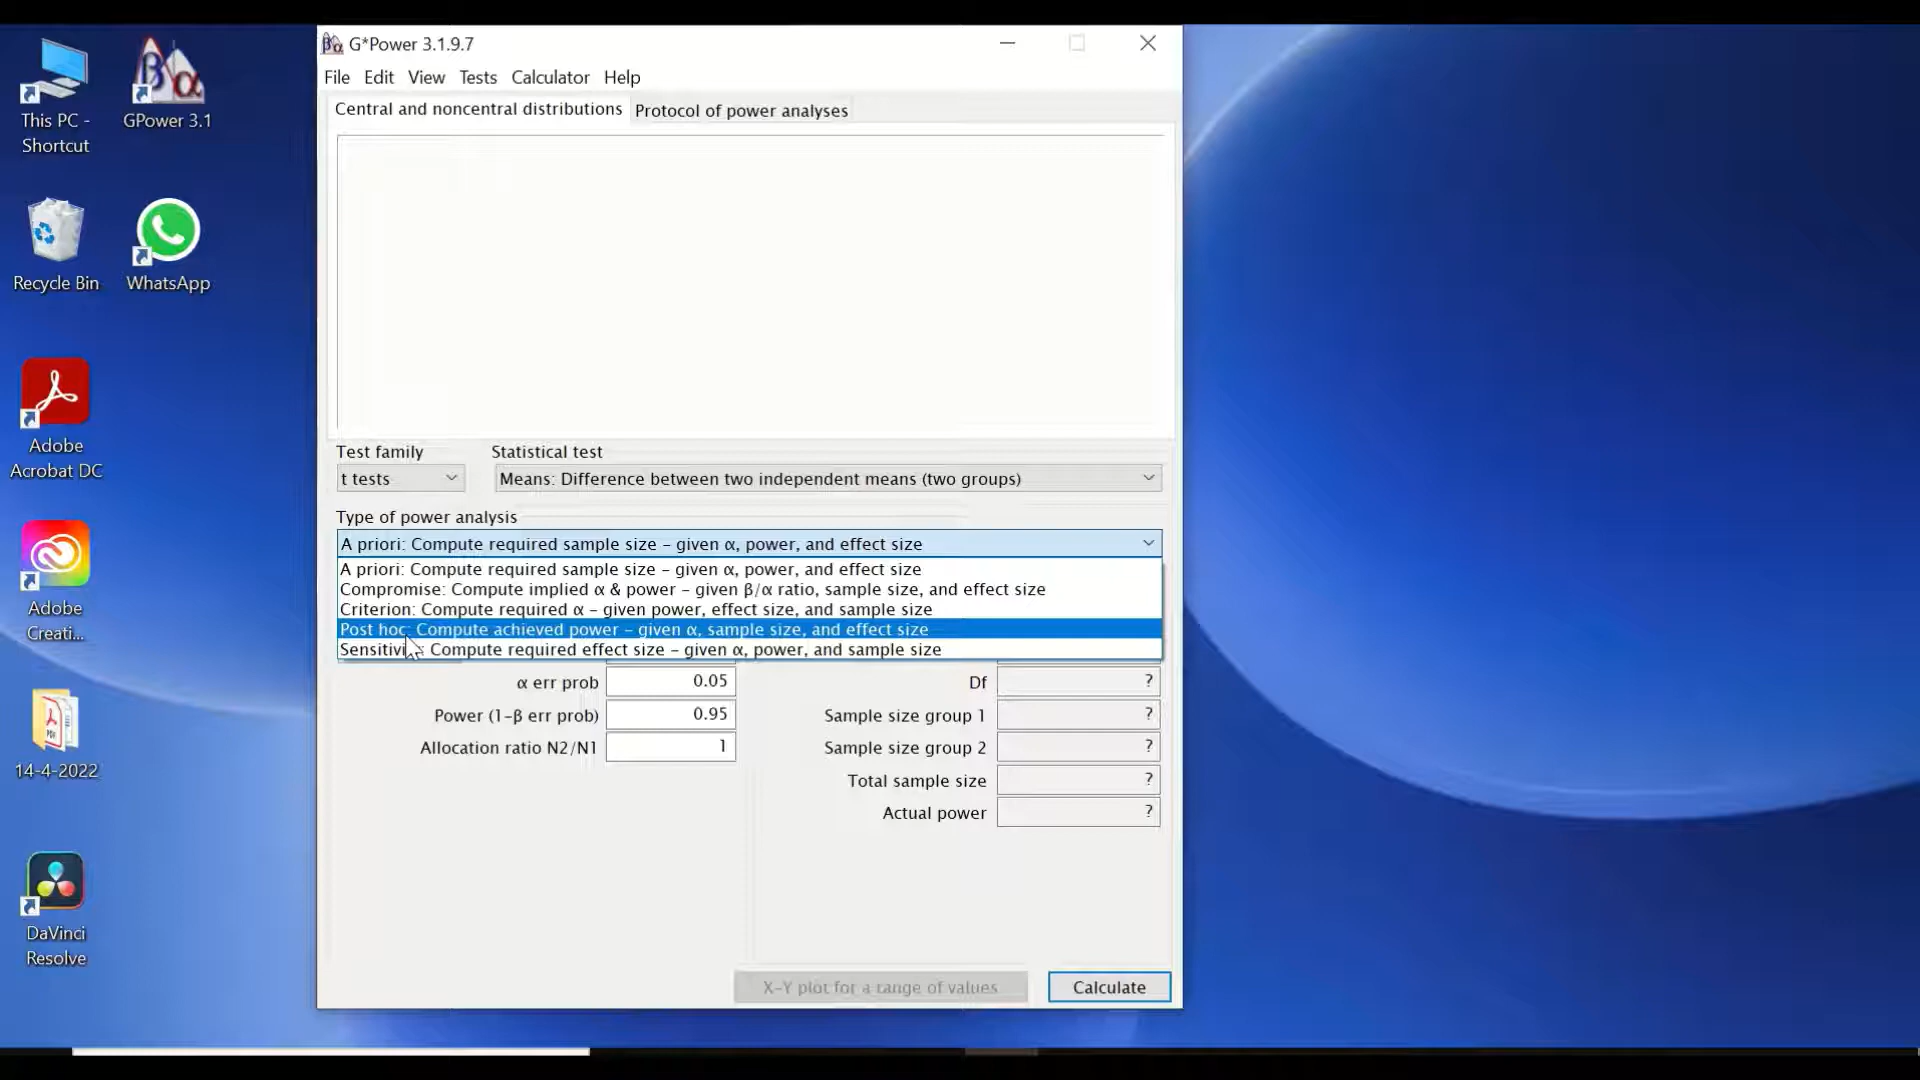 G*Power 3.1.9.7
File Edit View Tests Calculator Help
Central and noncentral distributions Protocol of power analyses
This PC -
Shortcut
GPower 3.1
Recycle Bin
WhatsApp
Adobe
Acrobat DC
Adobe
Creati...
14-4-2022
DaVinci
Resolve
Test family
Statistical test
t tests
Means: Difference between two independent means (two groups)
Type of power analysis
A priori: Compute required sample size – given α, power, and effect size
A priori: Compute required sample size – given α, power, and effect size
Compromise: Compute implied α & power – given β/α ratio, sample size, and effect size
Criterion: Compute required α – given power, effect size, and sample size
Post hoc: Compute achieved power – given α, sample size, and effect size
Compute required effect size – given α, power, and sample size
α err prob 0.05
Df ?
Power (1-β err prob) 0.95
Sample size group 1 ?
Allocation ratio N2/N1 1
Sample size group 2 ?
Total sample size ?
Actual power ?
X-Y plot for a range of values
Calculate